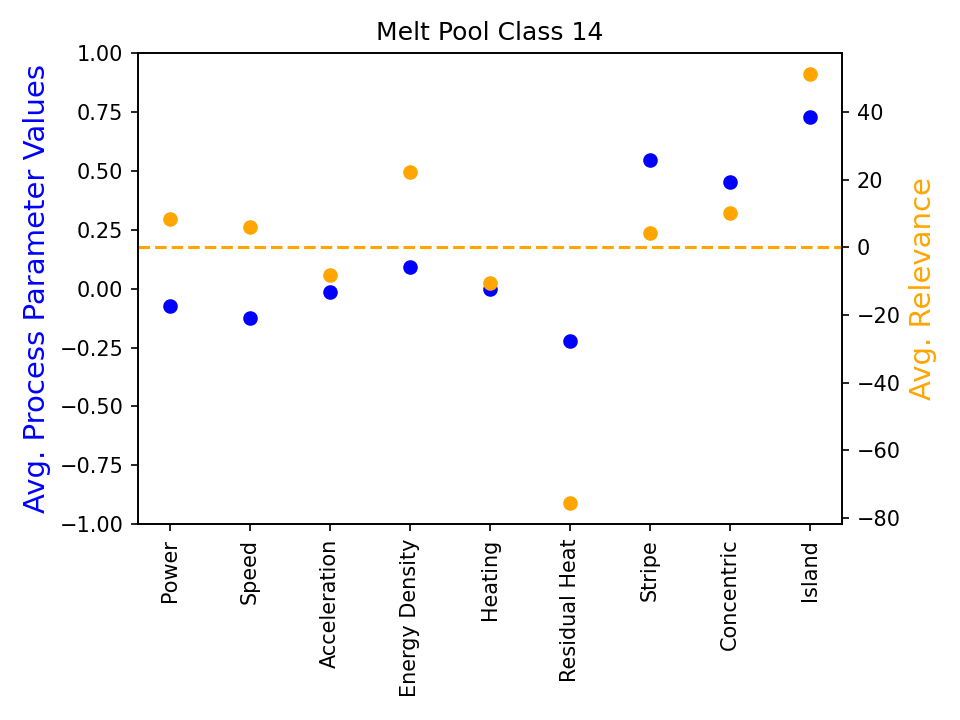 Melt Pool Class 14
Avg. Process Parameter Values
1.00
0.75
0.50
0.25
0.00
−0.25
−0.50
−0.75
−1.00
40
20
0
−20
−40
−60
−80
Avg. Relevance
Power
Speed
Acceleration
Energy Density
Heating
Residual Heat
Stripe
Concentric
Island